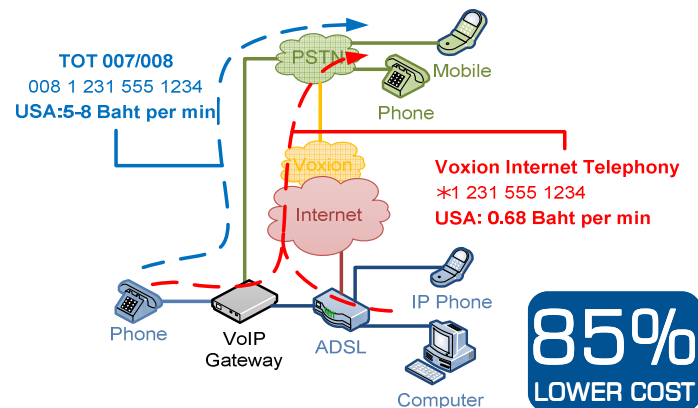 TOT 007/008
008 1 231 555 1234
USA:5-8 Baht per min
PSTN
Mobile
Phone
Voxion
Internet
Voxion Internet Telephony
*1 231 555 1234
USA: 0.68 Baht per min
Phone
VoIP
Gateway
ADSL
IP Phone
Computer
85%
LOWER COST